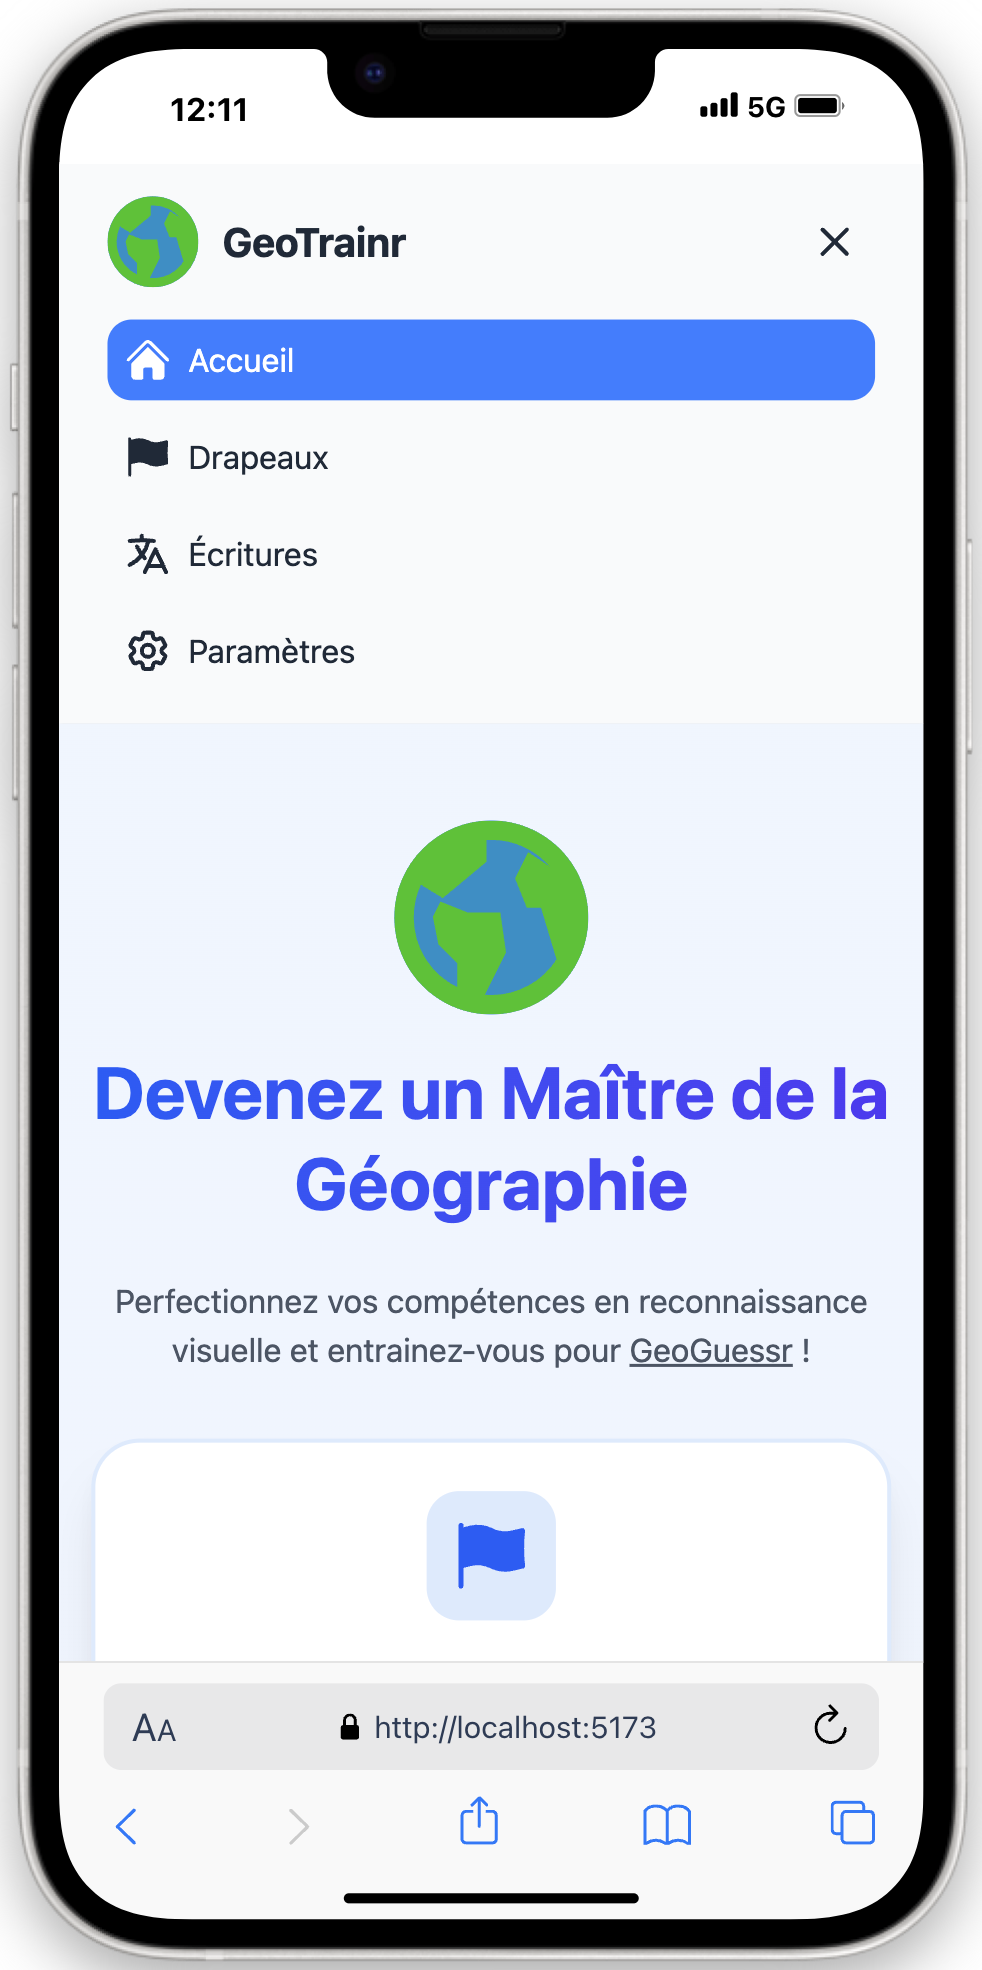 12:11
5G
GeoTrainr
Accueil
Drapeaux
Écritures
Paramètres
Devenez un Maître de la
Géographie
Perfectionnez vos compétences en reconnaissance
visuelle et entrainez-vous pour GeoGuessr !
AA
http://localhost:5173